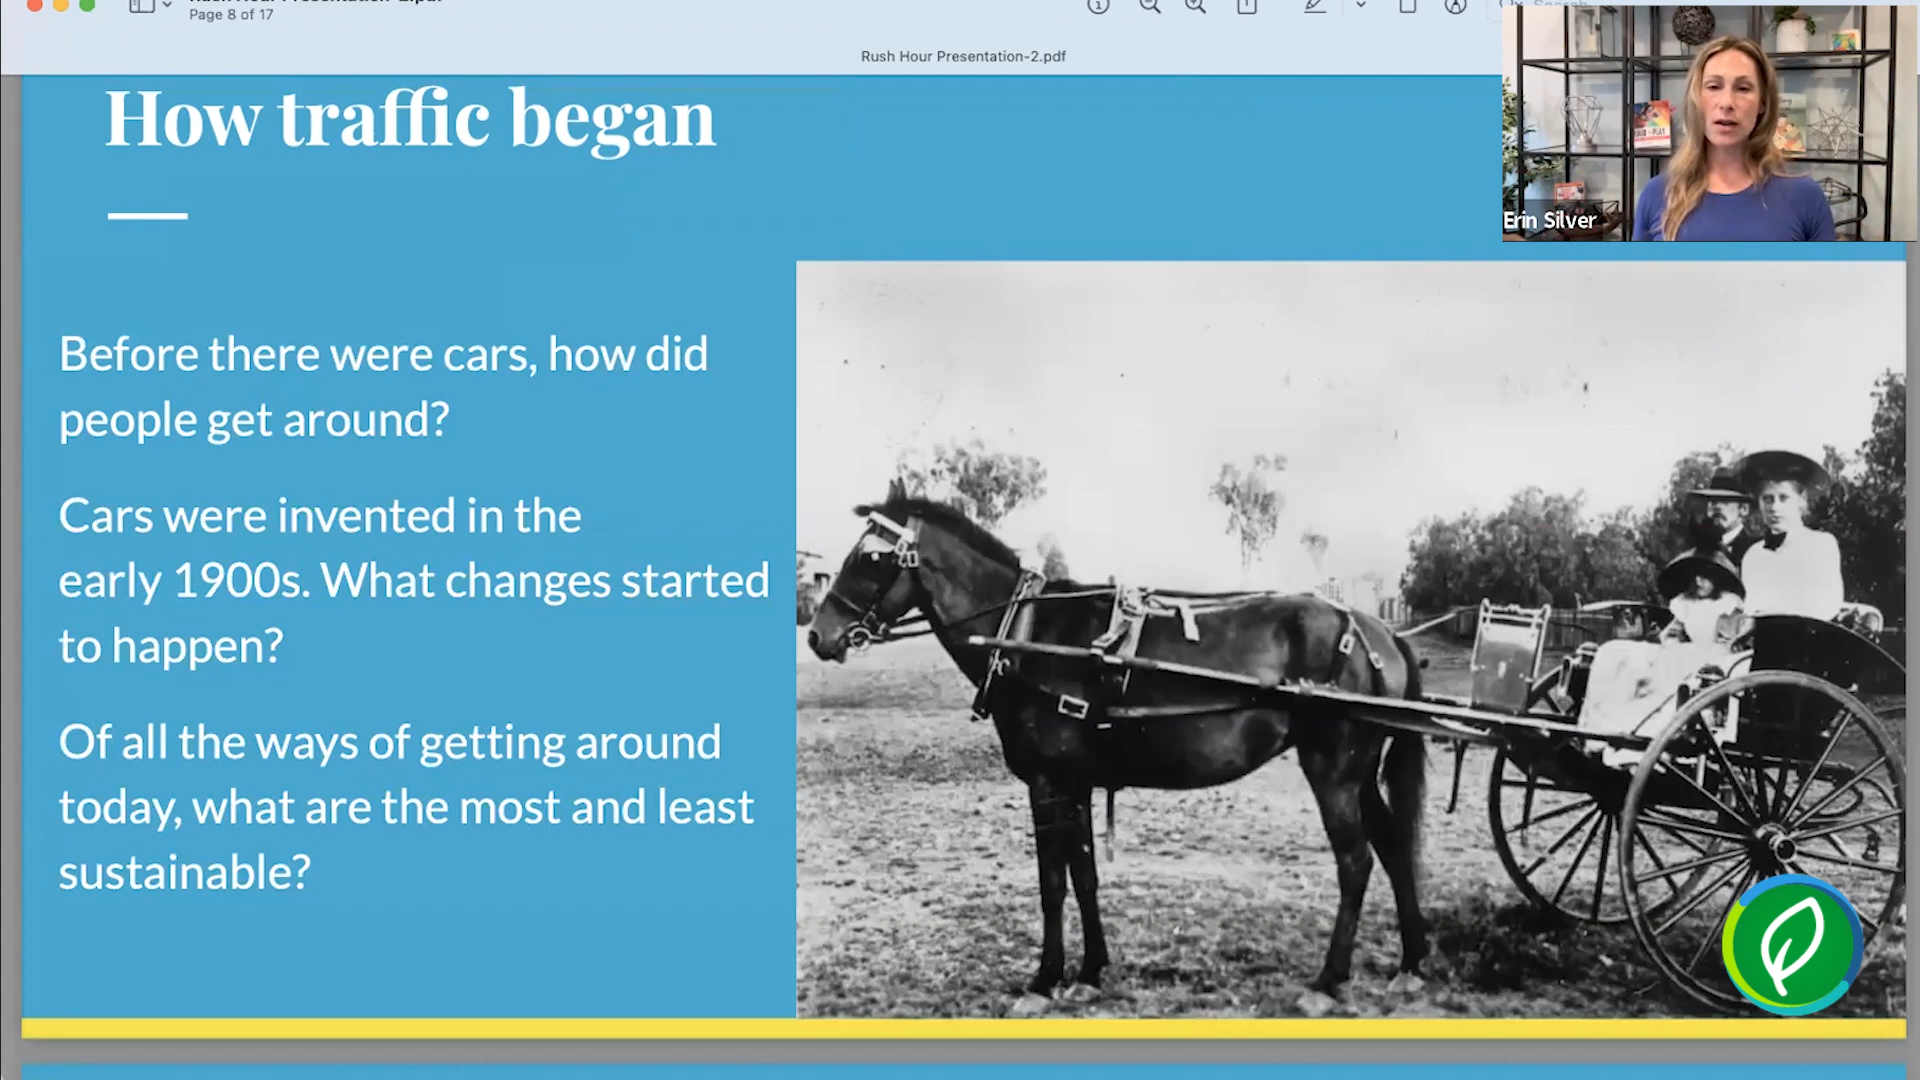 Page 8 of 17
Rush Hour Presentation-2.pdf
How traffic began
Erin Silver
Before there were cars, how did
people get around?
Cars were invented in the
early 1900s. What changes started
to happen?
Of all the ways of getting around
today, what are the most and least
sustainable?